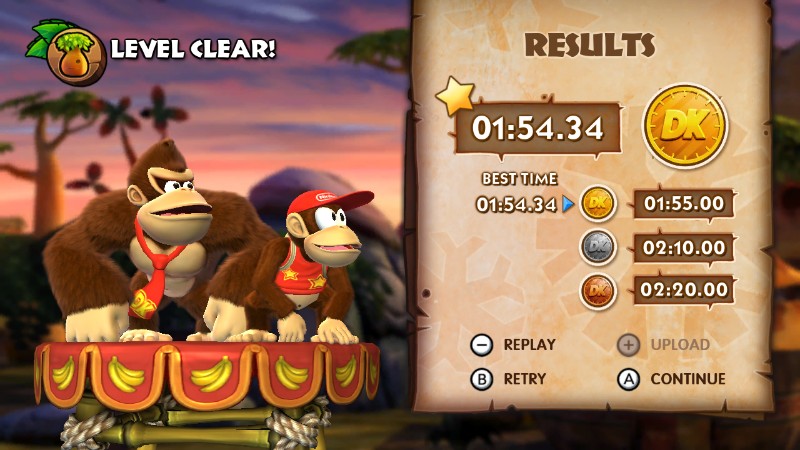 LEVEL CLEAR!
RESULTS
01:54.34
DK
BEST TIME
01:54.34
DK
01:55.00
DK
02:10.00
DK
02:20.00
− REPLAY
+ UPLOAD
B RETRY
A CONTINUE
Nintendo